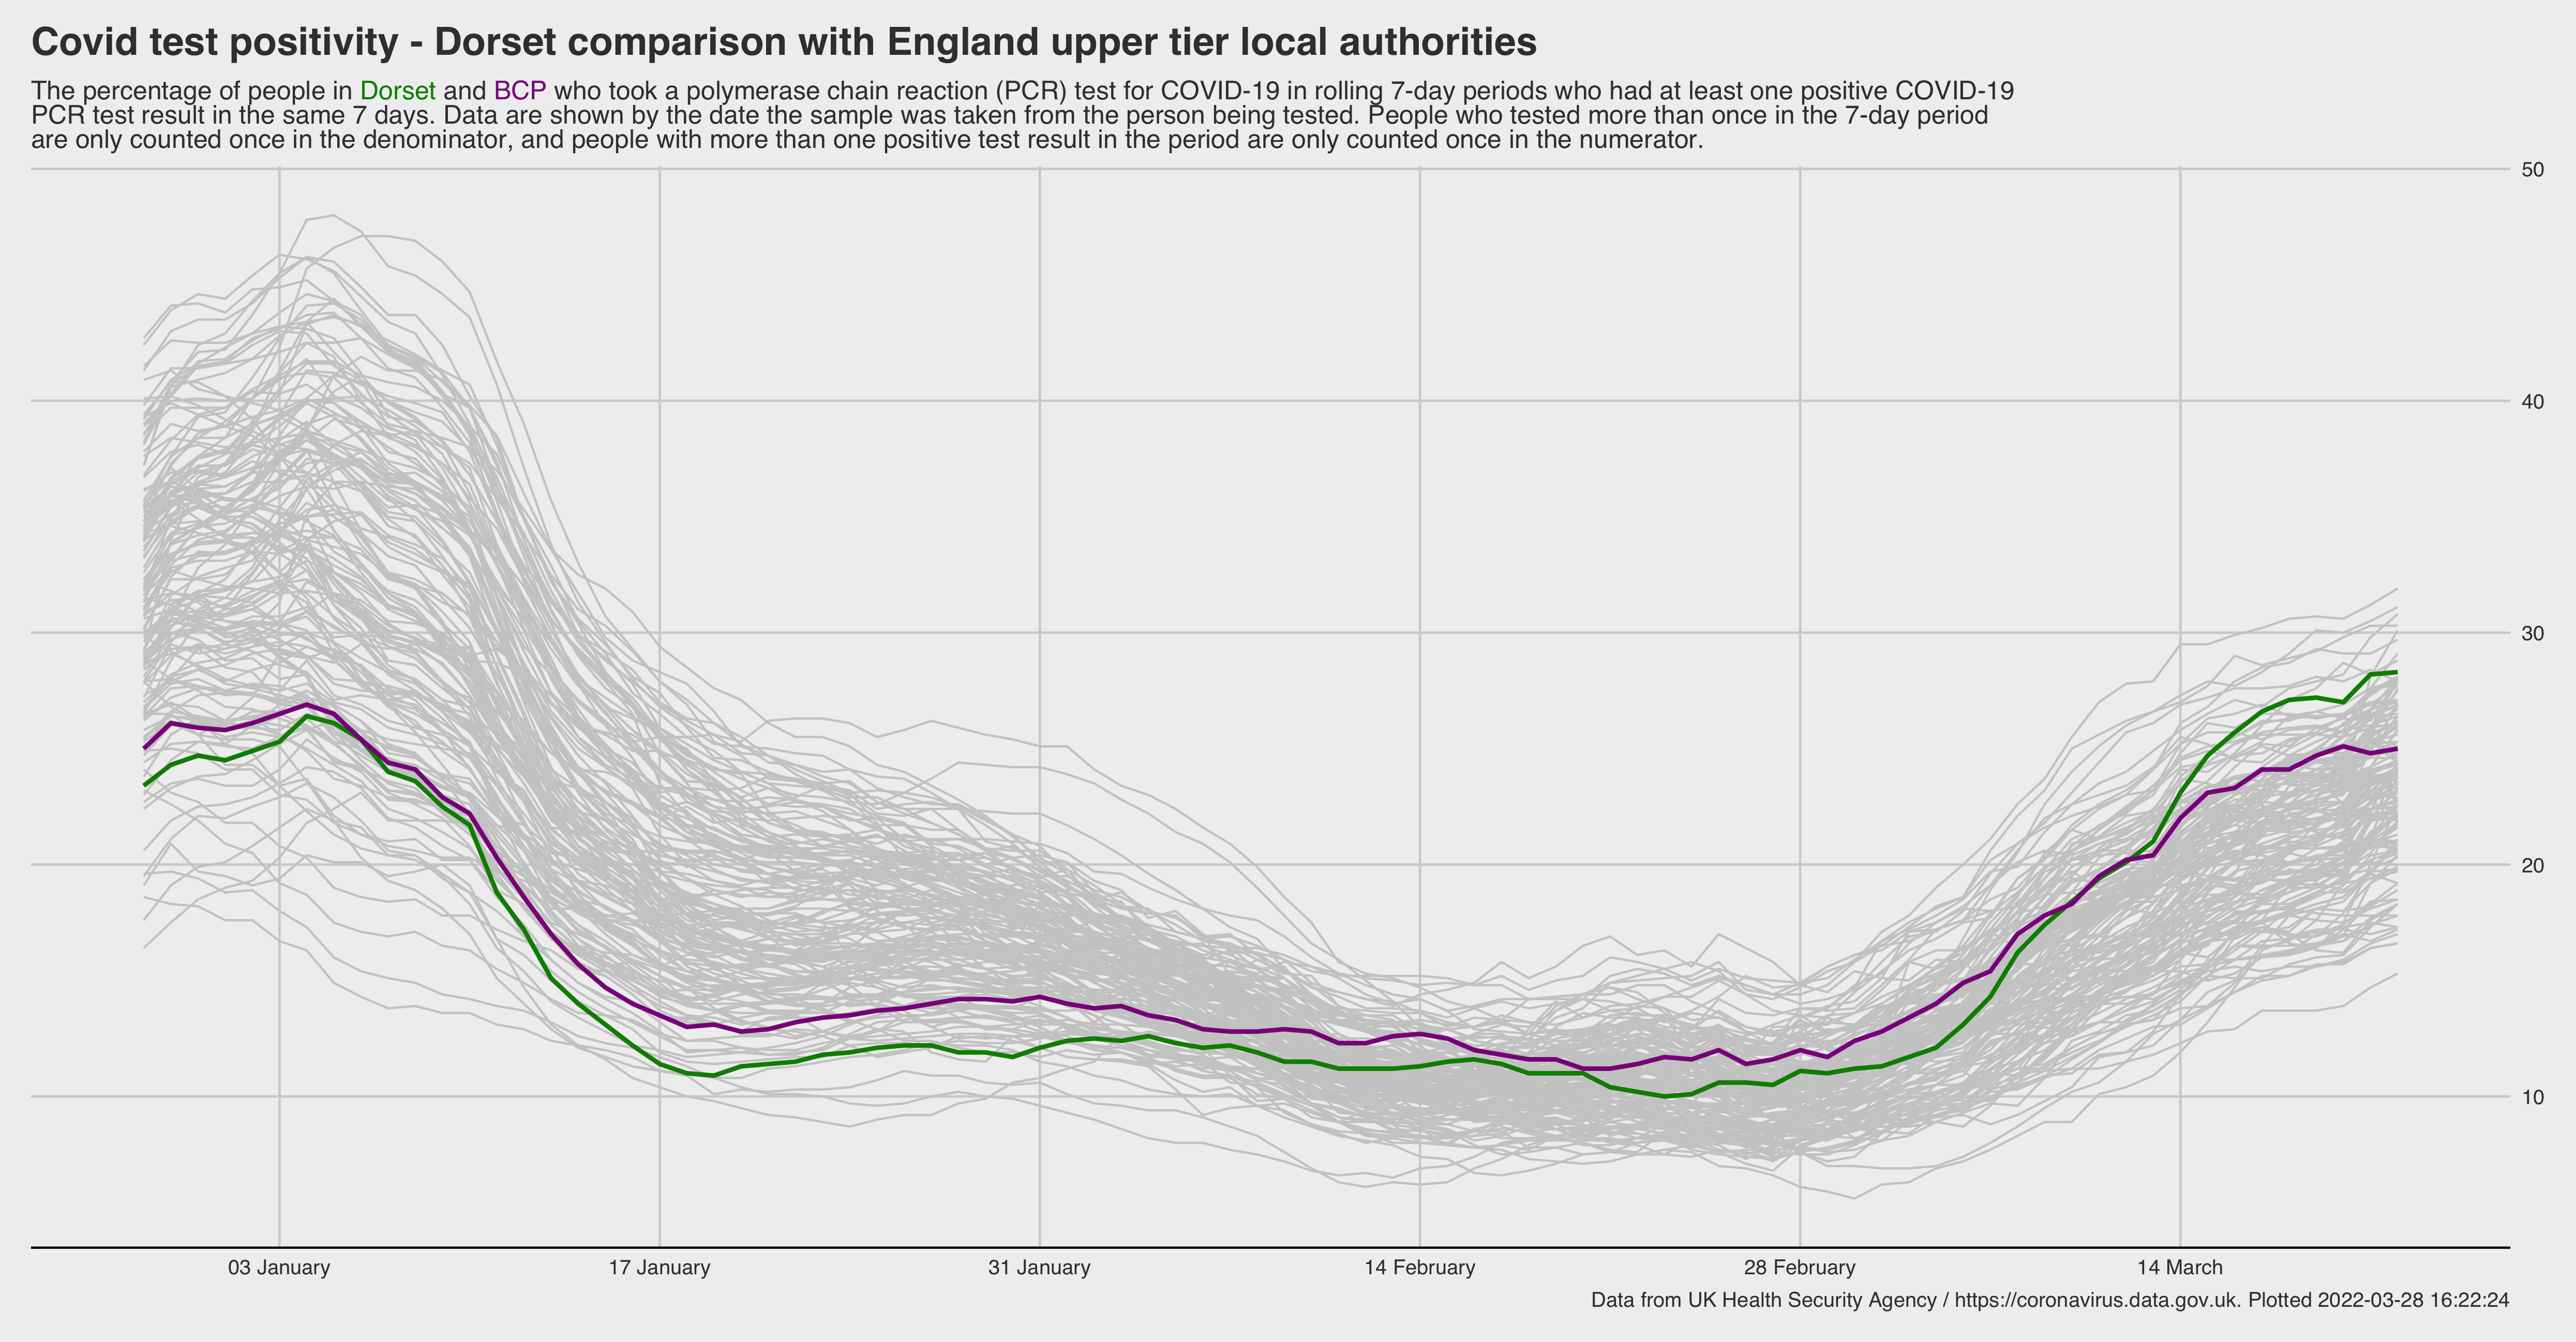 Covid test positivity - Dorset comparison with England upper tier local authorities
The percentage of people in Dorset and BCP who took a polymerase chain reaction (PCR) test for COVID-19 in rolling 7-day periods who had at least one positive COVID-19
PCR test result in the same 7 days. Data are shown by the date the sample was taken from the person being tested. People who tested more than once in the 7-day period
are only counted once in the denominator, and people with more than one positive test result in the period are only counted once in the numerator.
50
40
30
20
10
03 January
17 January
31 January
14 February
28 February
14 March
Data from UK Health Security Agency / https://coronavirus.data.gov.uk. Plotted 2022-03-28 16:22:24